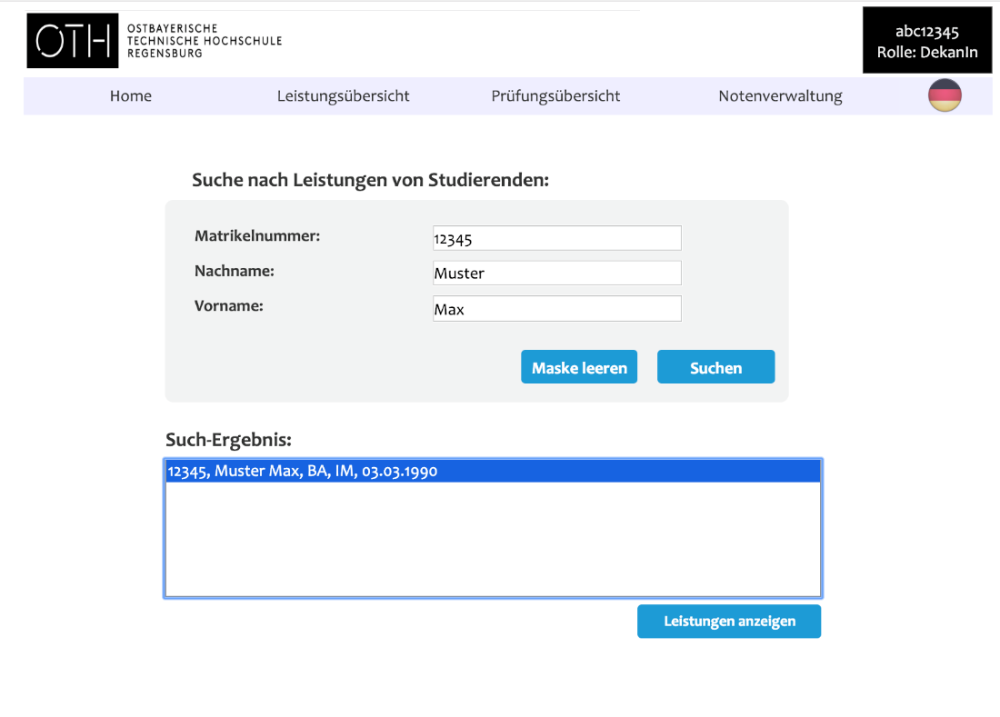 OTH
OSTBAYERISCHE
TECHNISCHE HOCHSCHULE
REGENSBURG
abc12345
Rolle: DekanIn
Home Leistungsübersicht Prüfungsübersicht Notenverwaltung
Suche nach Leistungen von Studierenden:
Matrikelnummer: 12345
Nachname: Muster
Vorname: Max
Maske leeren Suchen
Such-Ergebnis:
12345, Muster Max, BA, IM, 03.03.1990
Leistungen anzeigen